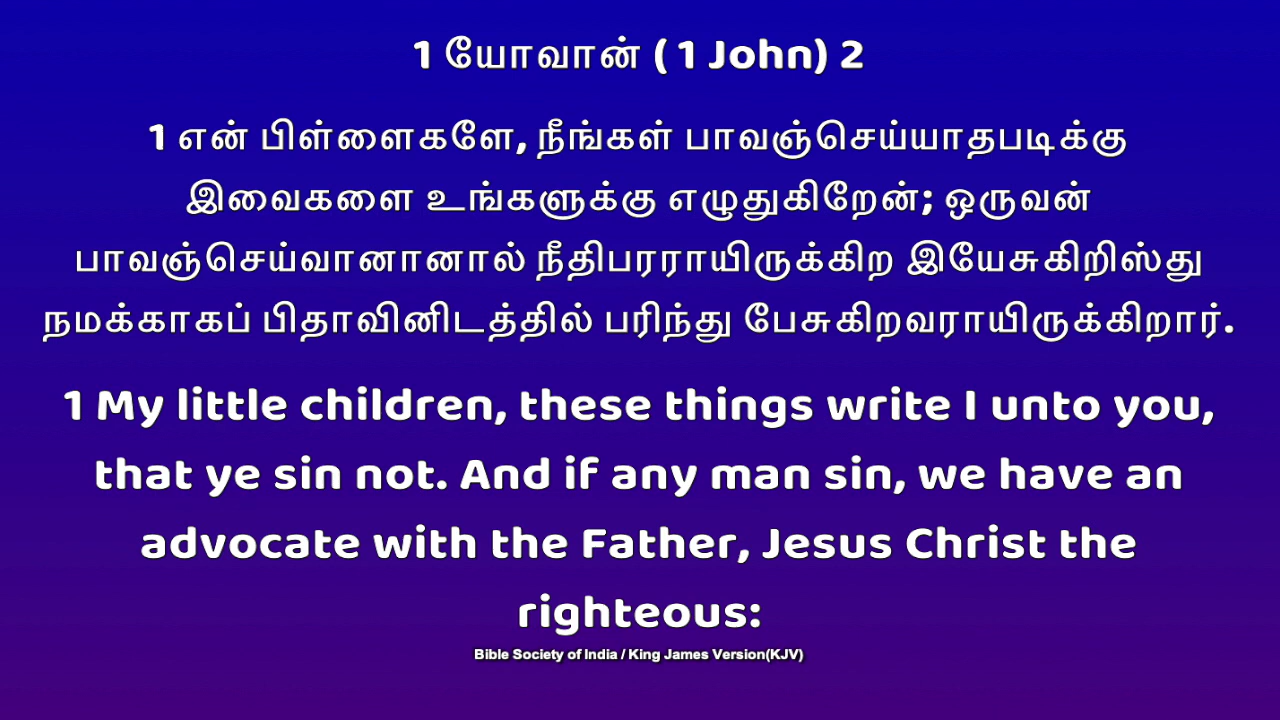 1 யோவான் ( 1 John) 2
1 என் பிள்ளைகளே, நீங்கள் பாவஞ்செய்யாதபடிக்கு
இவைகளை உங்களுக்கு எழுதுகிறேன்; ஒருவன்
பாவஞ்செய்வானானால் நீதிபரராயிருக்கிற இயேசுகிறிஸ்து
நமக்காகப் பிதாவினிடத்தில் பரிந்து பேசுகிறவராயிருக்கிறார்.
1 My little children, these things write I unto you,
that ye sin not. And if any man sin, we have an
advocate with the Father, Jesus Christ the
righteous:
Bible Society of India / King James Version(KJV)